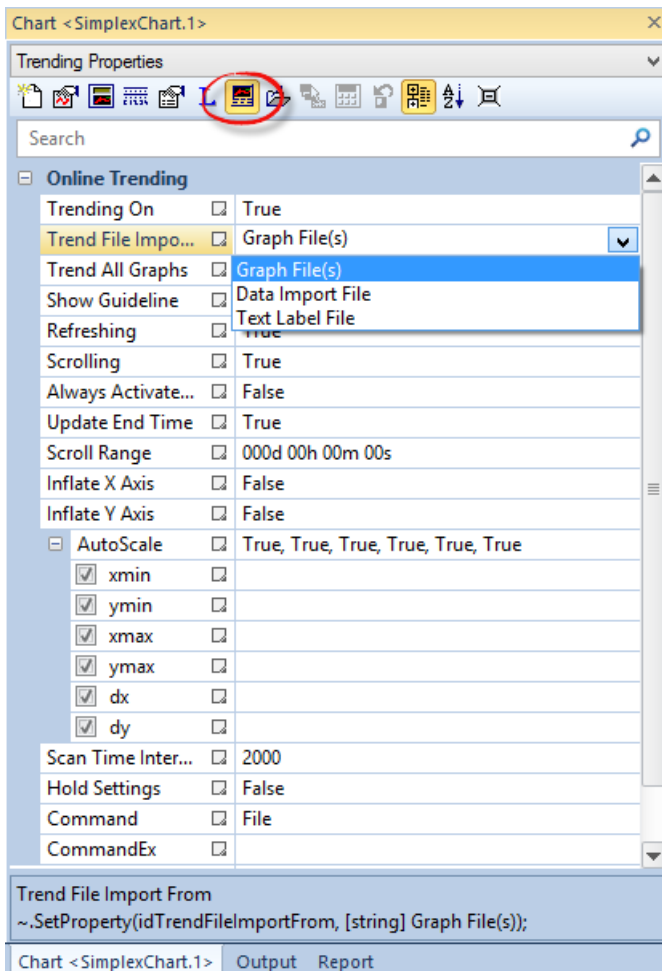 Chart <SimplexChart.1>
Trending Properties
L
Search
Online Trending
Trending On True
Trend File Impo... Graph File(s)
Trend All Graphs Graph File(s)
Data Import File
Show Guideline Text Label File
Refreshing True
Scrolling True
Always Activate... False
Update End Time True
Scroll Range 000d 00h 00m 00s
Inflate X Axis False
Inflate Y Axis False
AutoScale True, True, True, True, True, True
xmin
ymin
xmax
ymax
dx
dy
Scan Time Inter... 2000
Hold Settings False
Command File
CommandEx
Trend File Import From
~.SetProperty(idTrendFileImportFrom, [string] Graph File(s));
Chart <SimplexChart.1> Output Report